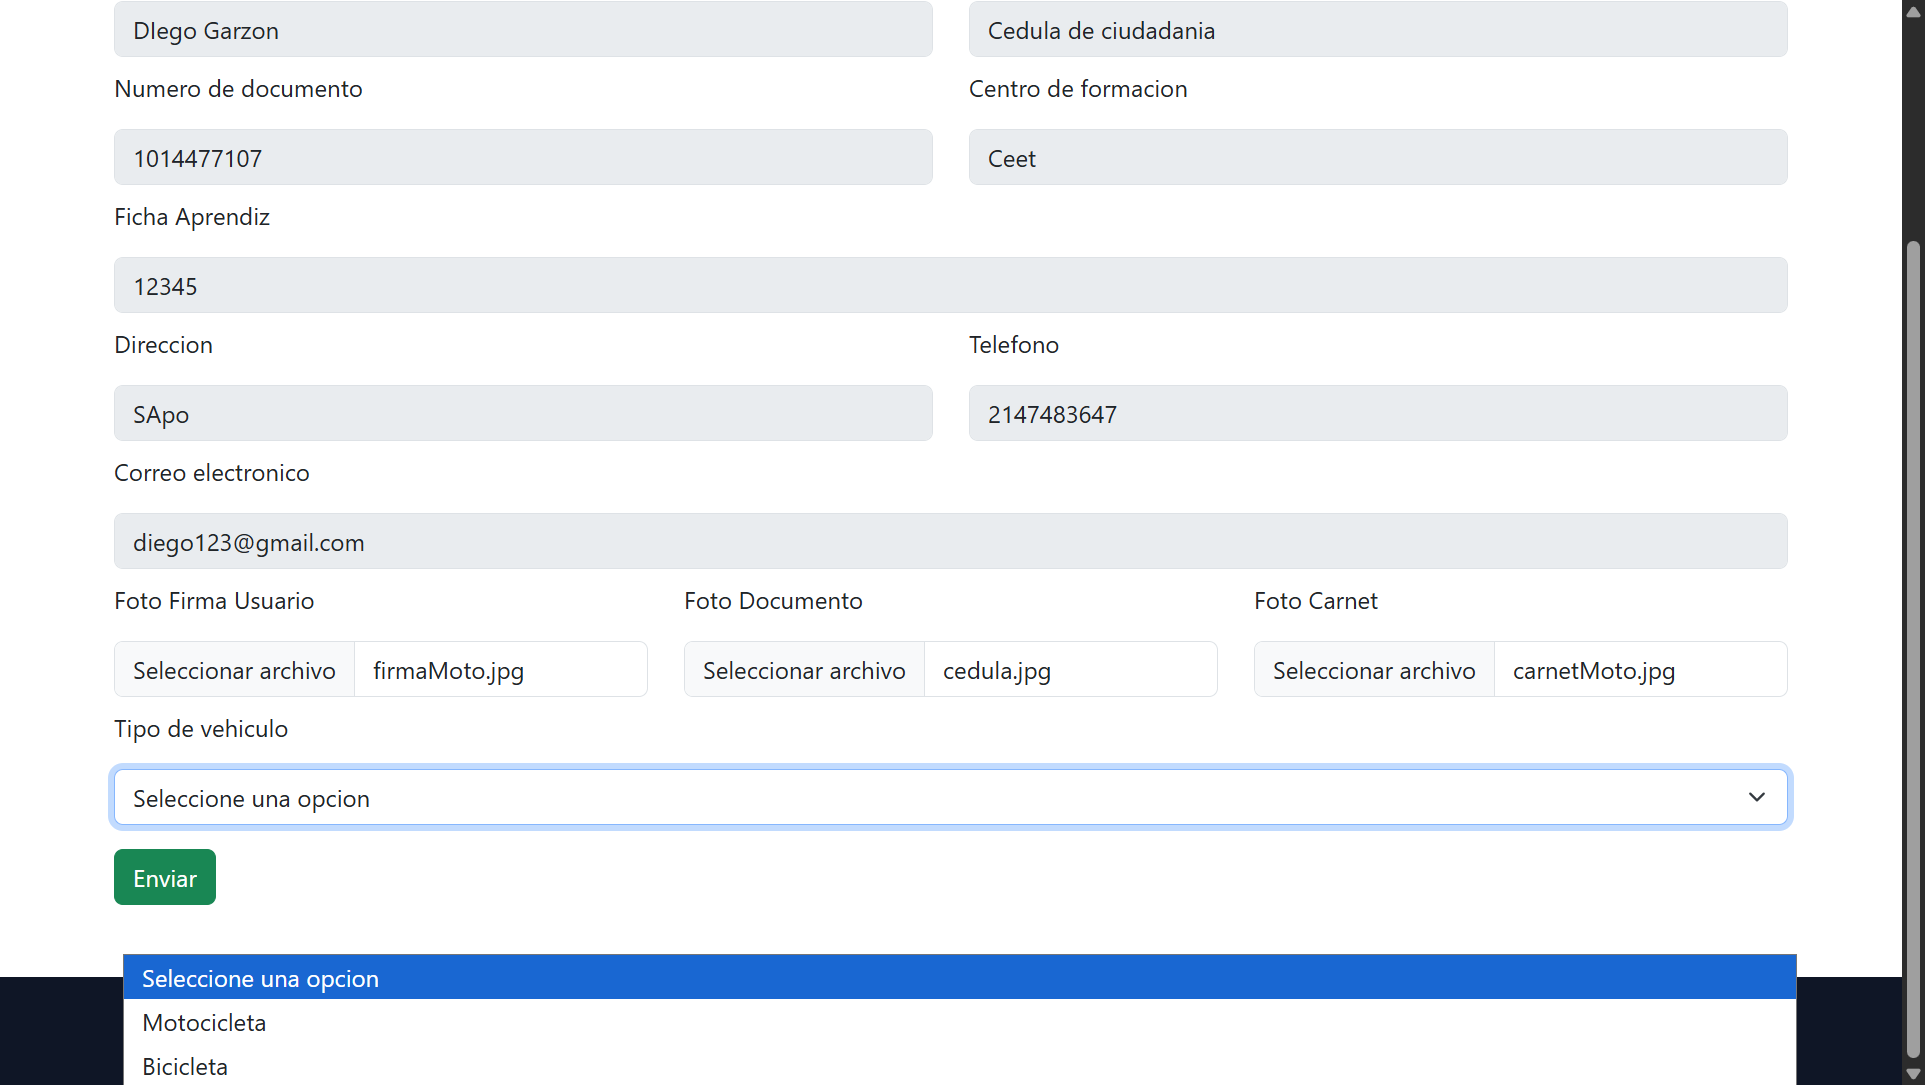 DIego Garzon
Cedula de ciudadania
Numero de documento
Centro de formacion
1014477107
Ceet
Ficha Aprendiz
12345
Direccion
Telefono
SApo
2147483647
Correo electronico
diego123@gmail.com
Foto Firma Usuario
Foto Documento
Foto Carnet
Seleccionar archivo firmaMoto.jpg
Seleccionar archivo cedula.jpg
Seleccionar archivo carnetMoto.jpg
Tipo de vehiculo
Seleccione una opcion
Enviar
Seleccione una opcion
Motocicleta
Bicicleta